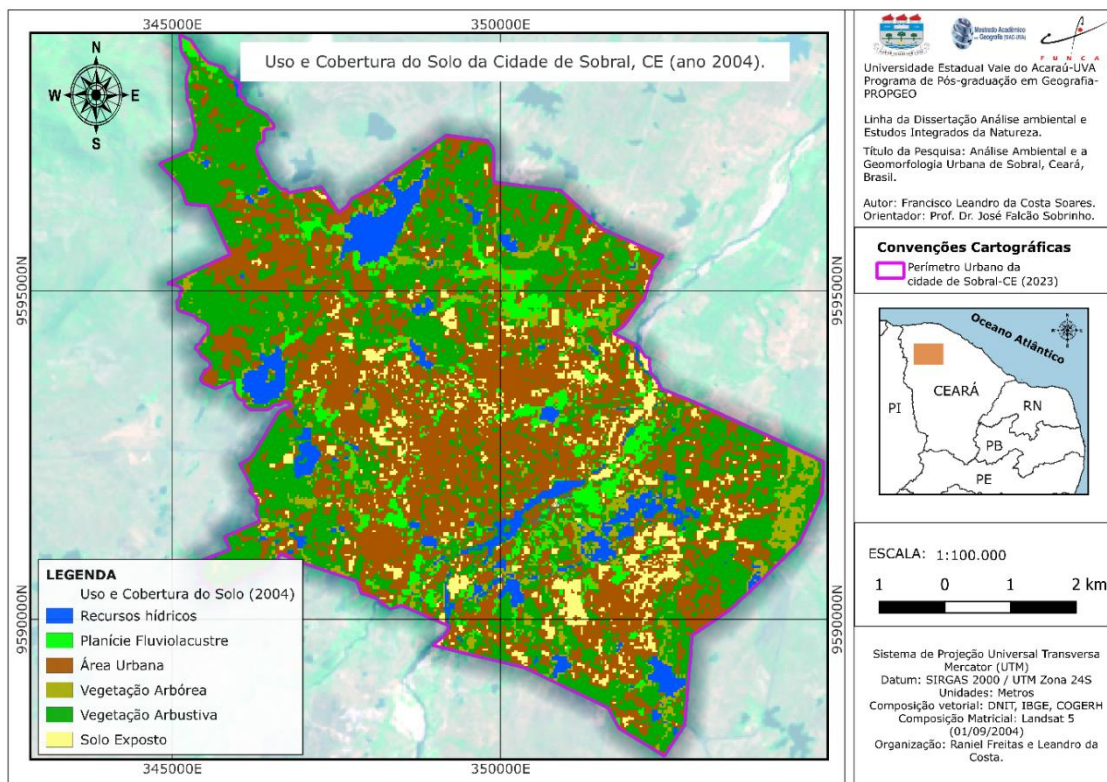 345000E
350000E
Uso e Cobertura do Solo da Cidade de Sobral, CE (ano 2004).
N
W
E
S
9595000N
9595000N
9590000N
9590000N
LEGENDA
Uso e Cobertura do Solo (2004)
Recursos hídricos
Planície Fluviolacustre
Área Urbana
Vegetação Arbórea
Vegetação Arbustiva
Solo Exposto
345000E
350000E
Mestrado Acadêmico
em Geografia (MAG-UVA)
FUNCA
Universidade Estadual Vale do Acaraú-UVA
Programa de Pós-graduação em Geografia-
PROPGEO
Linha da Dissertação Análise ambiental e
Estudos Integrados da Natureza.
Título da Pesquisa: Análise Ambiental e a
Geomorfologia Urbana de Sobral, Ceará,
Brasil.
Autor: Francisco Leandro da Costa Soares.
Orientador: Prof. Dr. José Falcão Sobrinho.
Convenções Cartográficas
Perímetro Urbano da
cidade de Sobral-CE (2023)
Oceano Atlântico
CEARÁ
PI
RN
PB
PE
ESCALA: 1:100.000
1 0 1 2 km
Sistema de Projeção Universal Transversa
Mercator (UTM)
Datum: SIRGAS 2000 / UTM Zona 24S
Unidades: Metros
Composição vetorial: DNIT, IBGE, COGERH
Composição Matricial: Landsat 5
(01/09/2004)
Organização: Raniel Freitas e Leandro da
Costa.